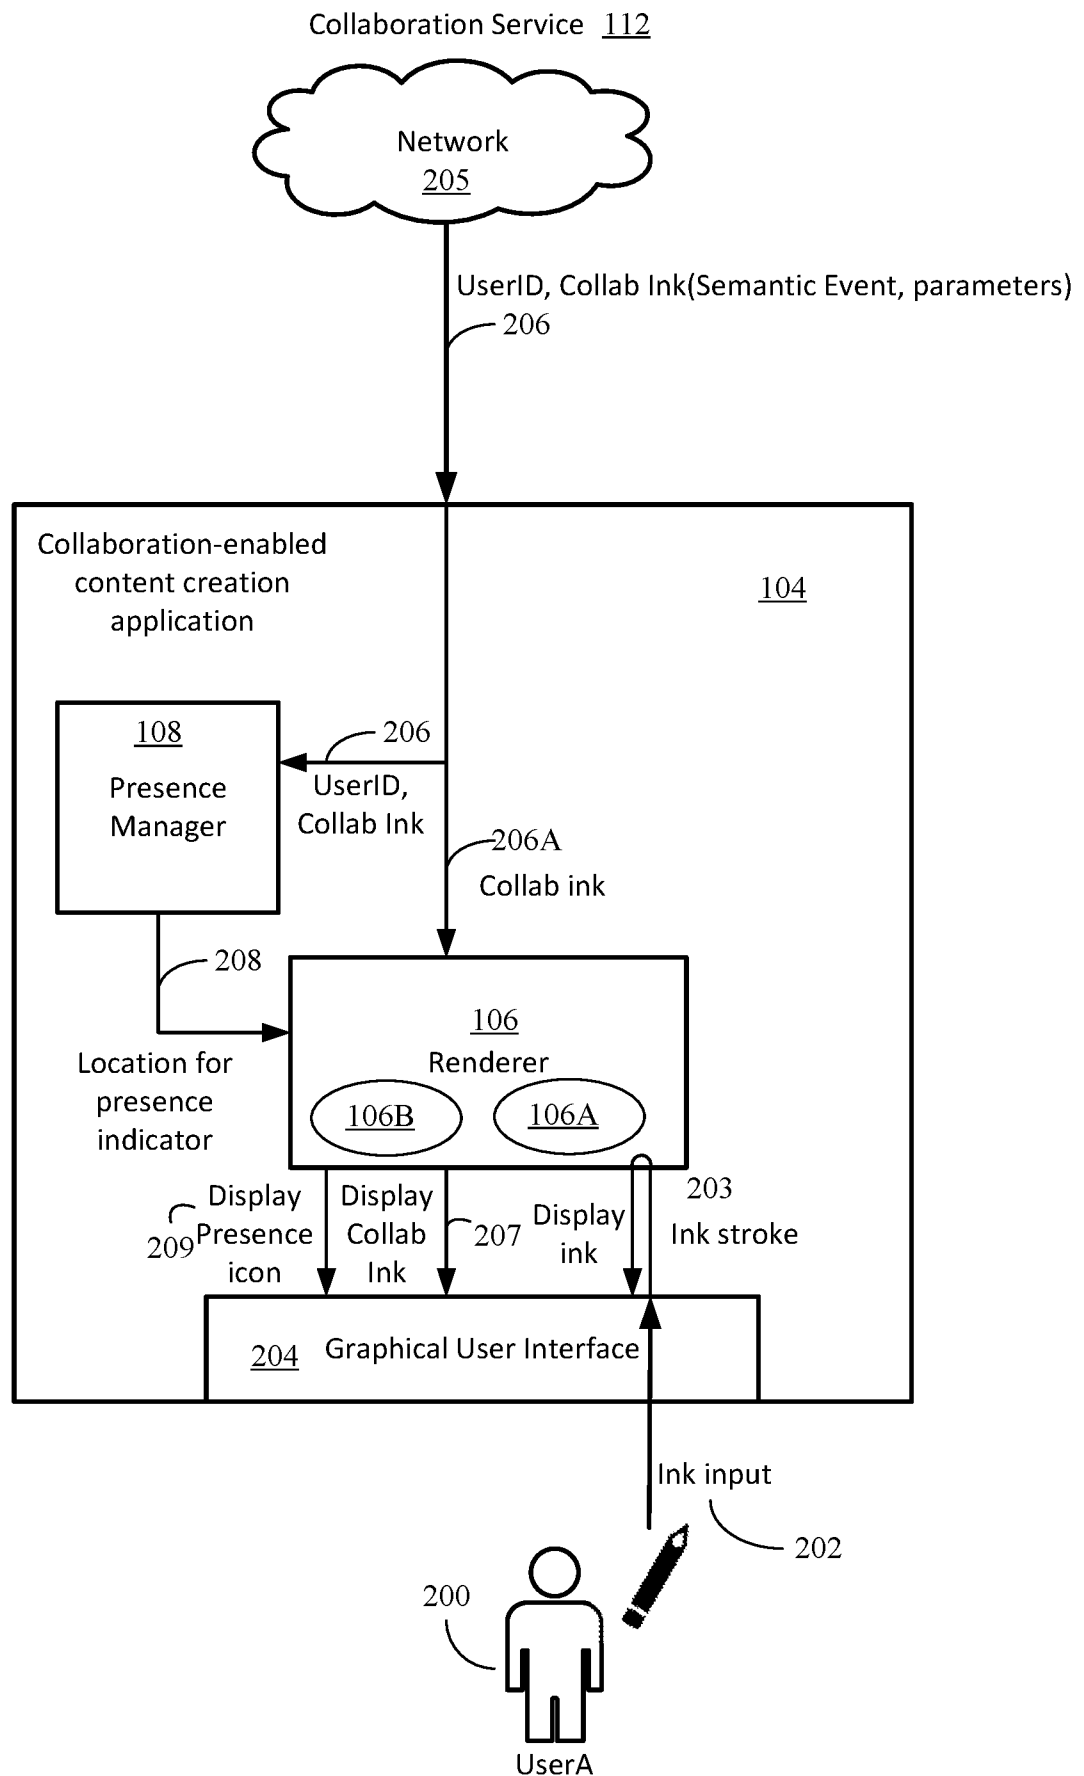 Collaboration Service 112
Network
205
UserID, Collab Ink(Semantic Event, parameters)
206
Collaboration-enabled
content creation
application
104
108
Presence
Manager
206
UserID,
Collab Ink
206A
Collab ink
208
Location for
presence
indicator
106
Renderer
106B
106A
209
Display
Presence
icon
Display
Collab
Ink
207
Display
ink
203
Ink stroke
204
Graphical User Interface
Ink input
202
200
UserA